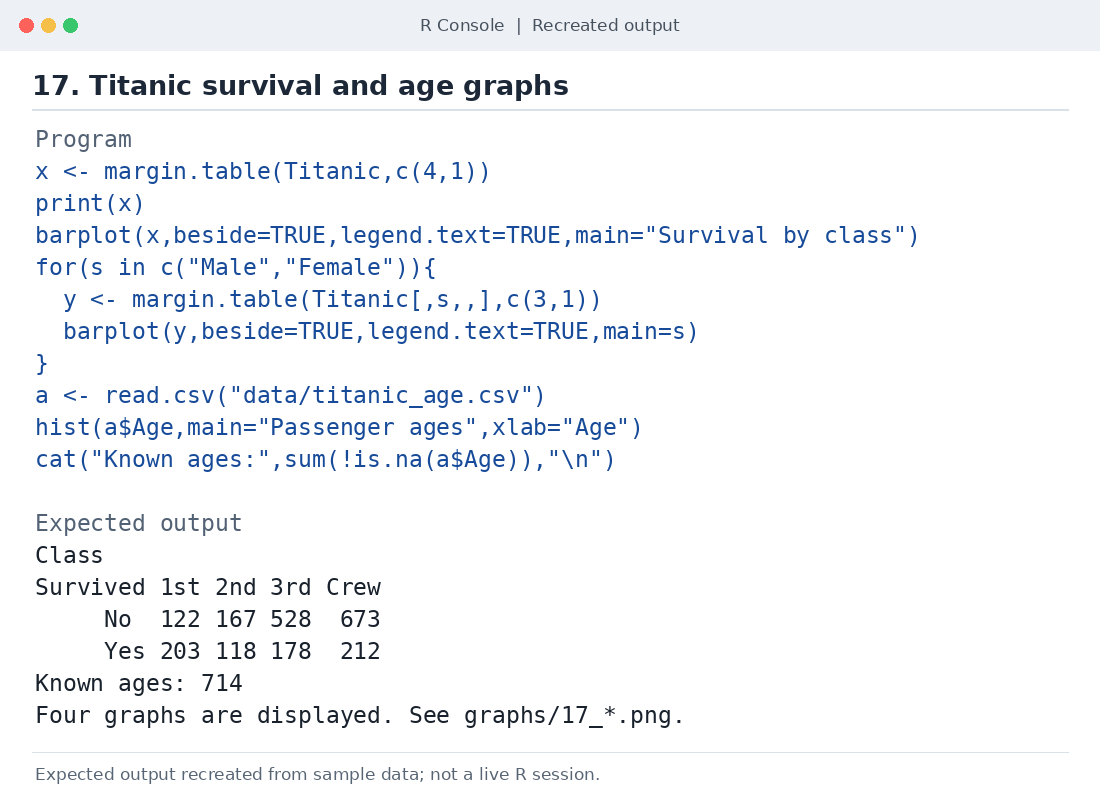 R Console | Recreated output
17. Titanic survival and age graphs
Program
x <- margin.table(Titanic,c(4,1))
print(x)
barplot(x,beside=TRUE,legend.text=TRUE,main="Survival by class")
for(s in c("Male","Female")){
  y <- margin.table(Titanic[,s,,],c(3,1))
  barplot(y,beside=TRUE,legend.text=TRUE,main=s)
}
a <- read.csv("data/titanic_age.csv")
hist(a$Age,main="Passenger ages",xlab="Age")
cat("Known ages:",sum(!is.na(a$Age)),"\n")
Expected output
Class
Survived 1st 2nd 3rd Crew
     No  122 167 528  673
     Yes 203 118 178  212
Known ages: 714
Four graphs are displayed. See graphs/17_*.png.
Expected output recreated from sample data; not a live R session.